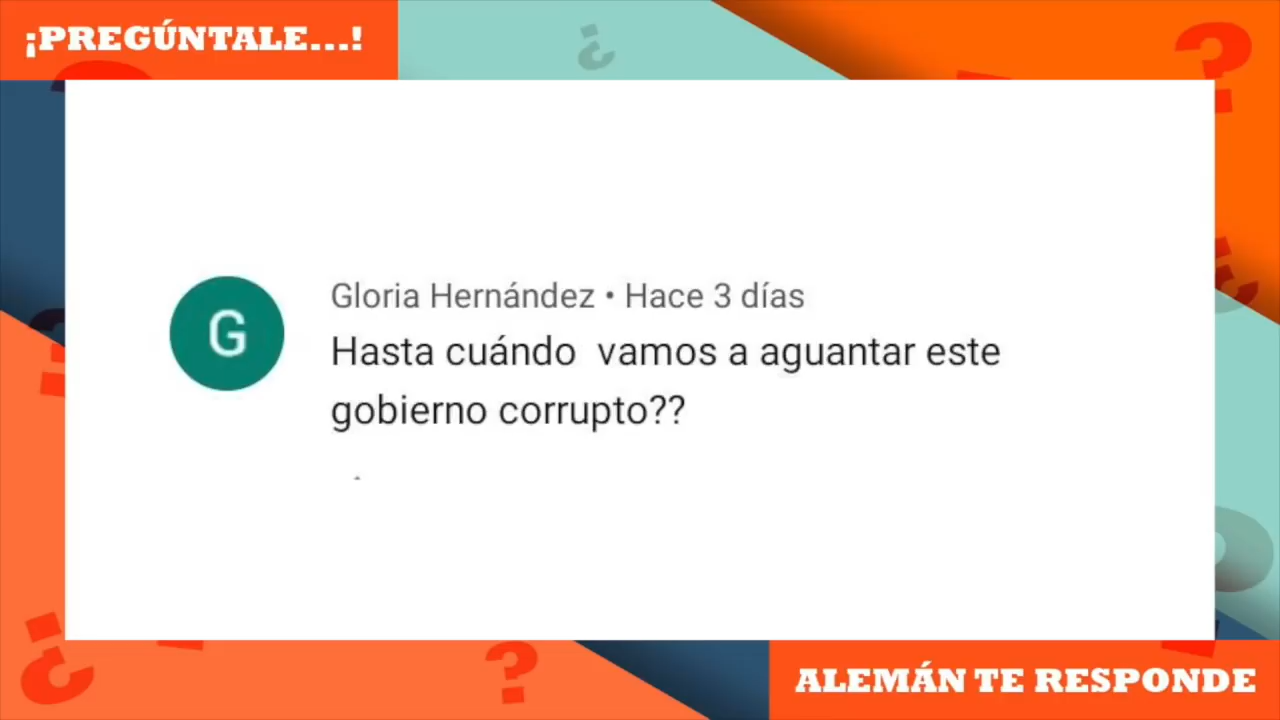 ¡PREGÚNTALE...!
G
Gloria Hernández • Hace 3 días
Hasta cuándo  vamos a aguantar este
gobierno corrupto??
ALEMÁN TE RESPONDE